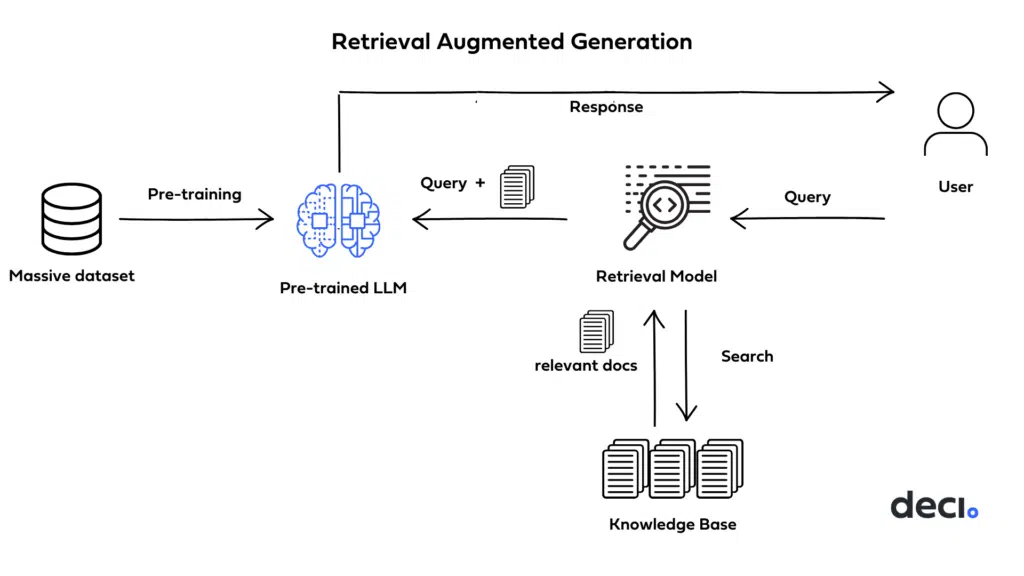 Retrieval Augmented Generation
Response
Pre-training
Query +
Query
User
Massive dataset
Pre-trained LLM
Retrieval Model
relevant docs
Search
Knowledge Base
deci.